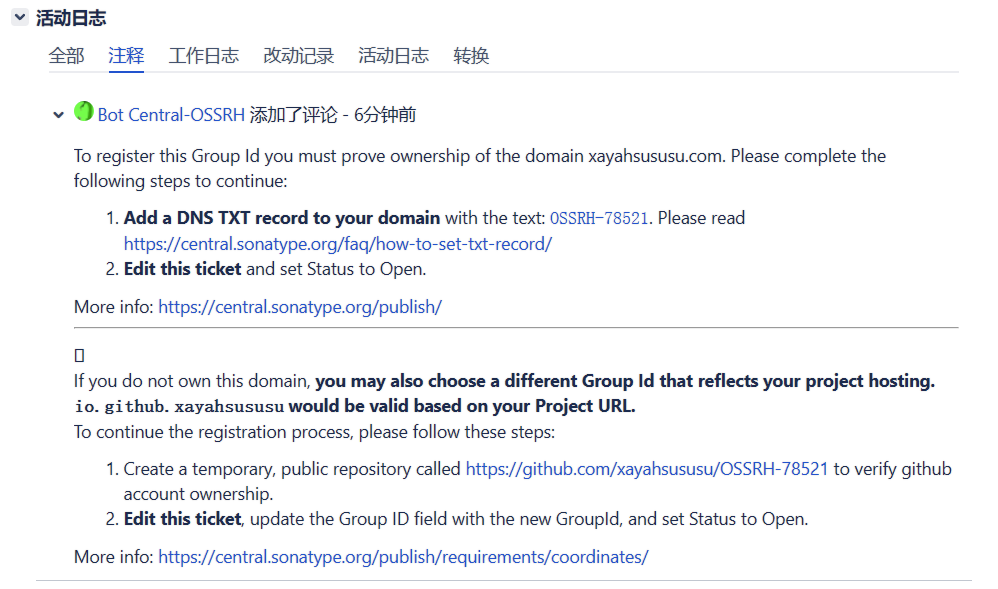 活动日志
全部 注释 工作日志 改动记录 活动日志 转换
Bot Central-OSSRH 添加了评论 - 6分钟前
To register this Group Id you must prove ownership of the domain xayahsususu.com. Please complete the
following steps to continue:
1. Add a DNS TXT record to your domain with the text: OSSRH-78521. Please read
https://central.sonatype.org/faq/how-to-set-txt-record/
2. Edit this ticket and set Status to Open.
More info: https://central.sonatype.org/publish/
If you do not own this domain, you may also choose a different Group Id that reflects your project hosting.
io.github.xayahsususu would be valid based on your Project URL.
To continue the registration process, please follow these steps:
1. Create a temporary, public repository called https://github.com/xayahsususu/OSSRH-78521 to verify github
account ownership.
2. Edit this ticket, update the Group ID field with the new GroupId, and set Status to Open.
More info: https://central.sonatype.org/publish/requirements/coordinates/